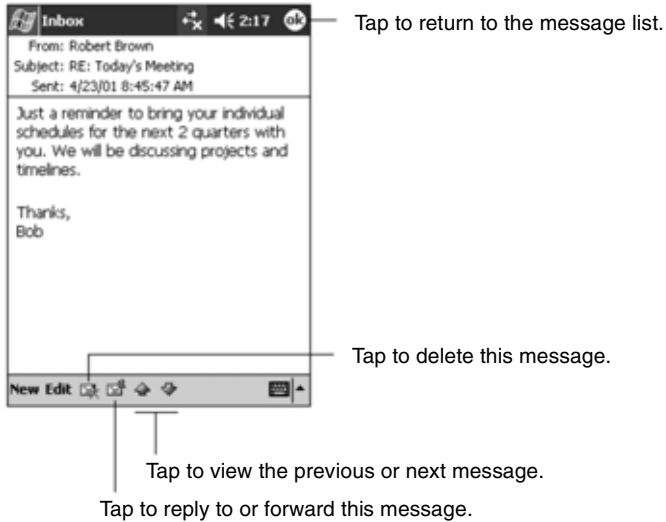 Inbox 2:17 ok
Tap to return to the message list.
From: Robert Brown
Subject: RE: Today's Meeting
Sent: 4/23/01 8:45:47 AM
Just a reminder to bring your individual
schedules for the next 2 quarters with
you. We will be discussing projects and
timelines.
Thanks,
Bob
Tap to delete this message.
New Edit
Tap to view the previous or next message.
Tap to reply to or forward this message.